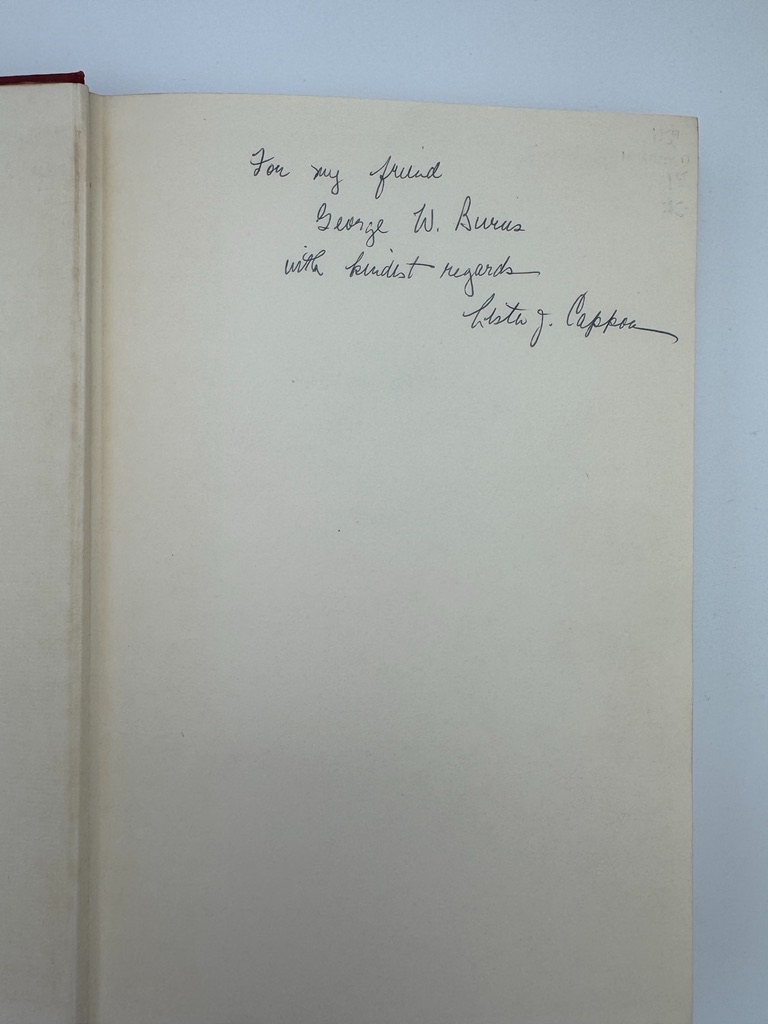 For my friend
George W. Burns
with kindest regards
Lester J. Cappon